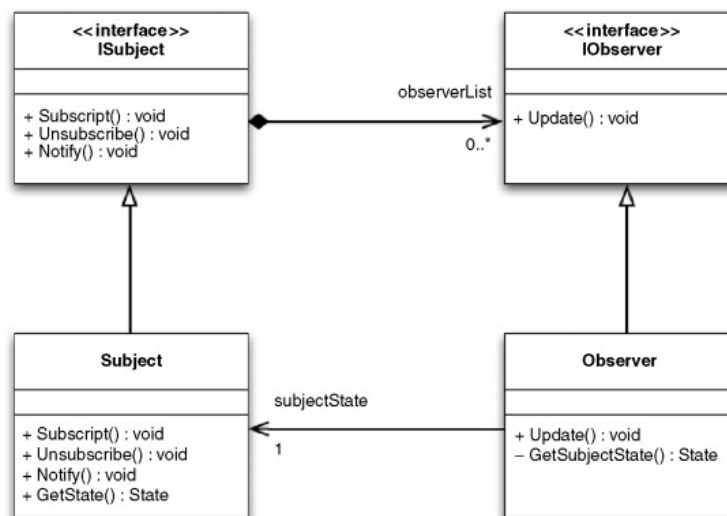 <<interface>>
ISubject
+ Subscript() : void
+ Unsubscribe() : void
+ Notify() : void
observerList
0..*
<<interface>>
IObserver
+ Update() : void
Subject
+ Subscript() : void
+ Unsubscribe() : void
+ Notify() : void
+ GetState() : State
subjectState
1
Observer
+ Update() : void
– GetSubjectState() : State